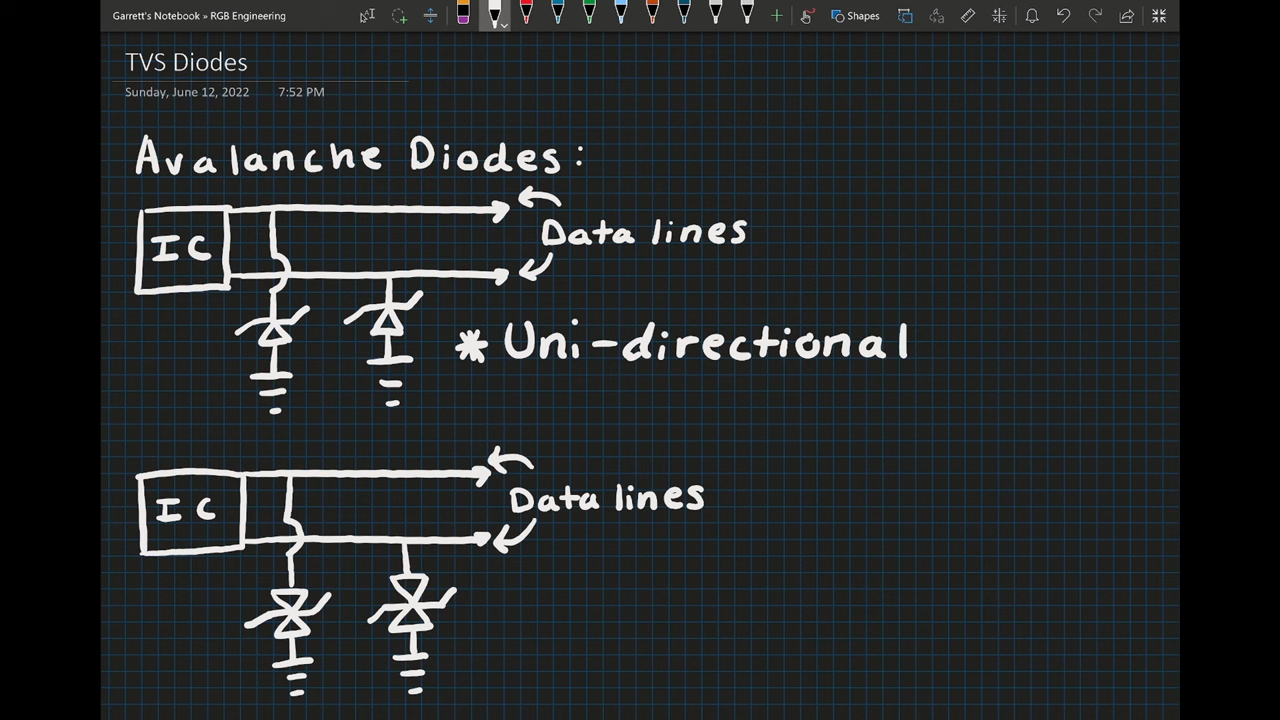 Garrett's Notebook » RGB Engineering
Shapes
TVS Diodes
Sunday, June 12, 2022 7:52 PM
Avalanche Diodes:
IC
Data lines
* Uni-directional
IC
Data lines